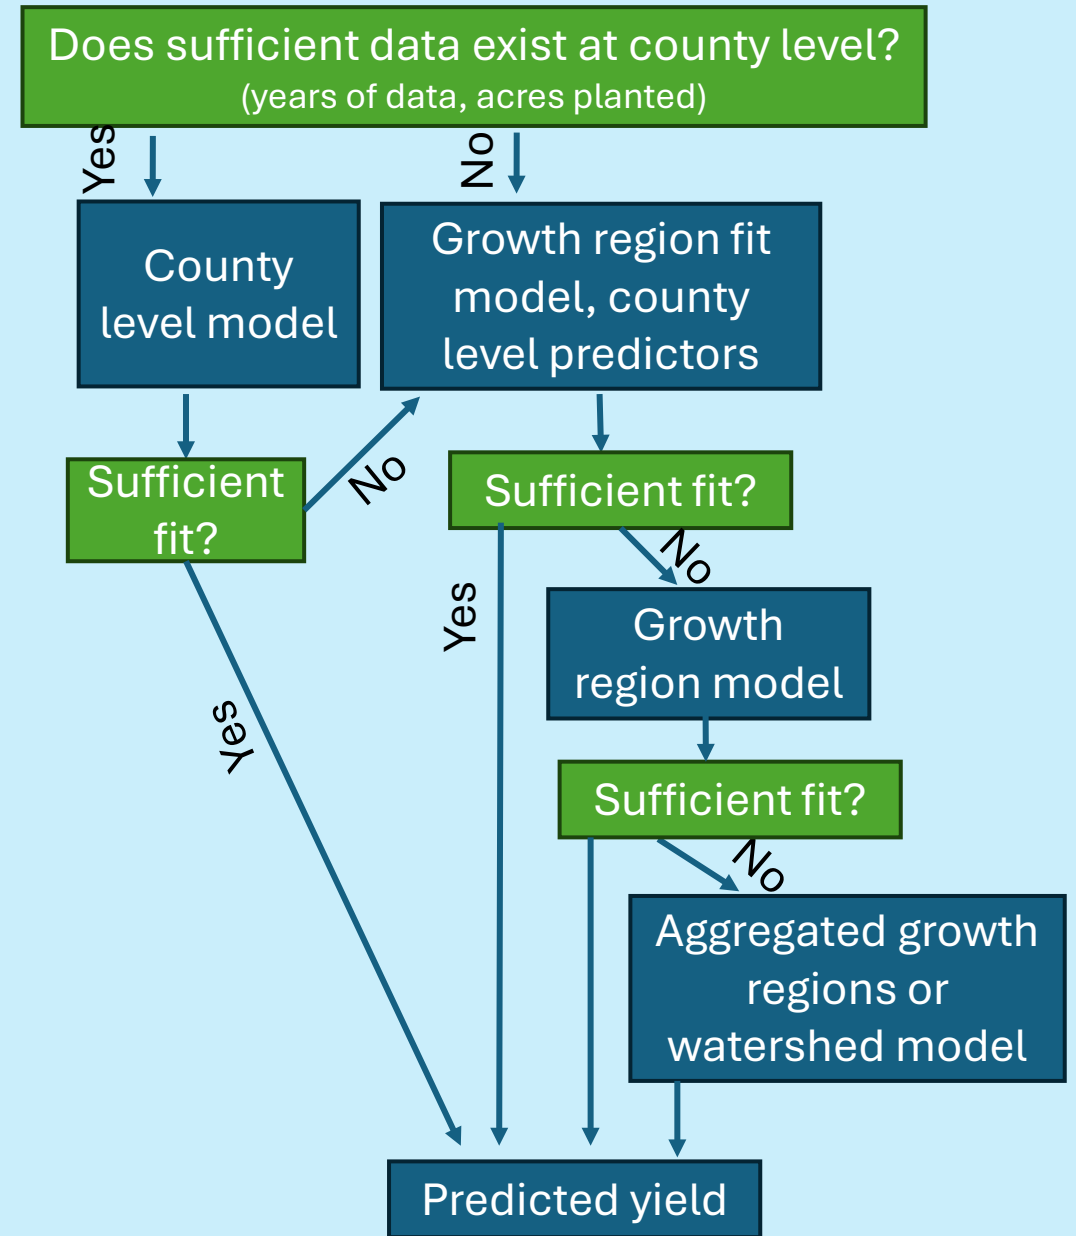 Does sufficient data exist at county level?
(years of data, acres planted)
Yes
No
County
level model
Growth region fit
model, county
level predictors
Sufficient
fit?
No
Sufficient fit?
Yes
No
Growth
region model
Yes
Sufficient fit?
No
Aggregated growth
regions or
watershed model
Predicted yield